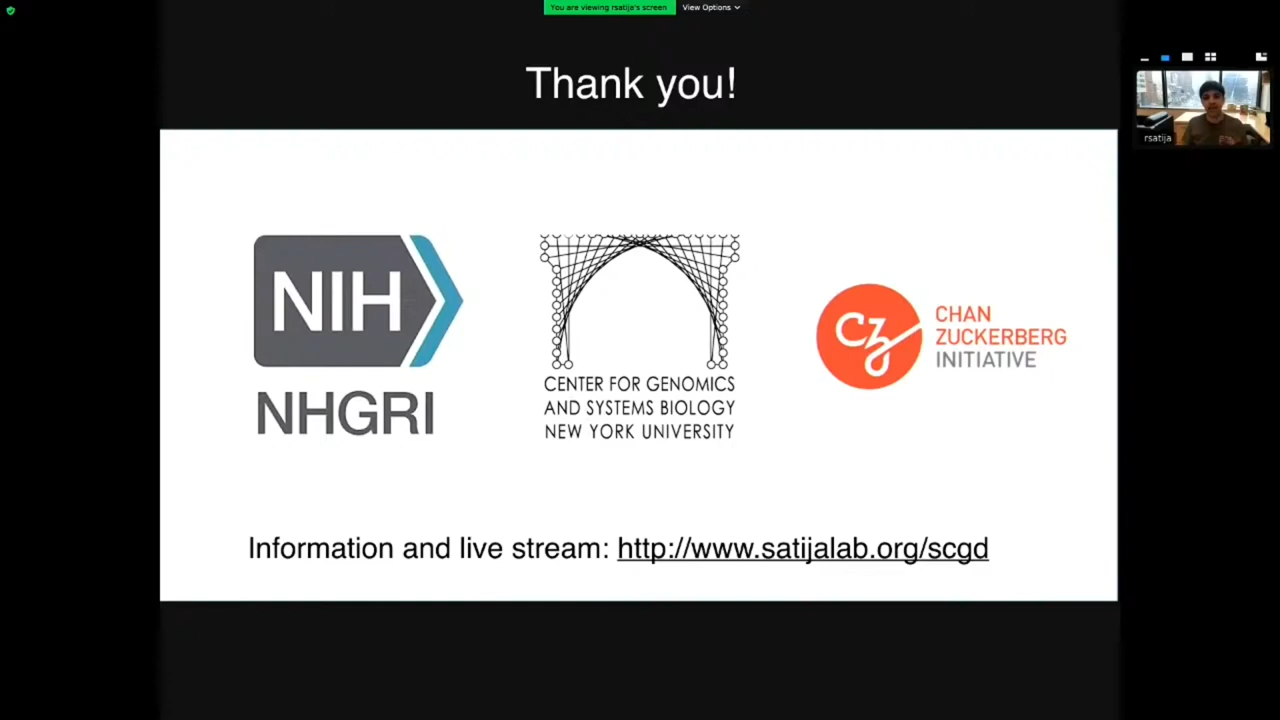 You are viewing rsatija's screen
View Options
Thank you!
rsatija
NIH
NHGRI
CENTER FOR GENOMICS
AND SYSTEMS BIOLOGY
NEW YORK UNIVERSITY
cz
CHAN
ZUCKERBERG
INITIATIVE
Information and live stream: http://www.satijalab.org/scgd